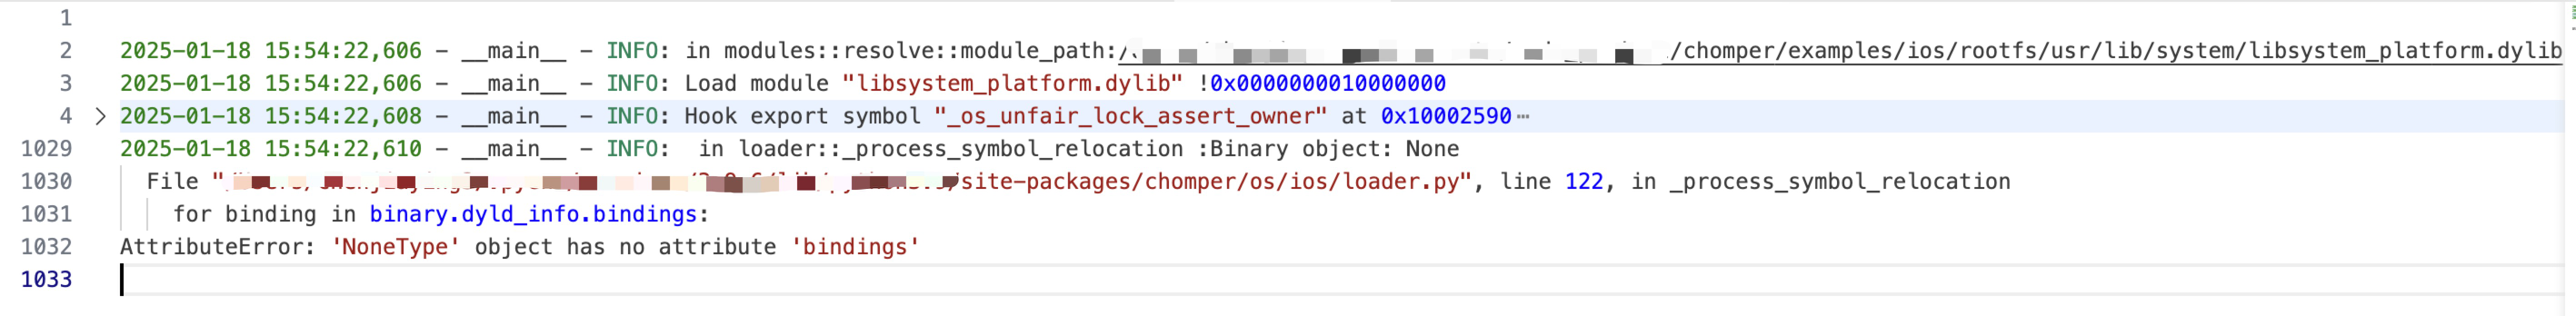 1
2 2025-01-18 15:54:22,606 - __main__ - INFO: in modules::resolve::module_path:/ /chomper/examples/ios/rootfs/usr/lib/system/libsystem_platform.dylib
3 2025-01-18 15:54:22,606 - __main__ - INFO: Load module "libsystem_platform.dylib" !0x0000000010000000
4 > 2025-01-18 15:54:22,608 - __main__ - INFO: Hook export symbol "_os_unfair_lock_assert_owner" at 0x10002590 ⋯
1029 2025-01-18 15:54:22,610 - __main__ - INFO:  in loader::_process_symbol_relocation :Binary object: None
1030 File "/ /site-packages/chomper/os/ios/loader.py", line 122, in _process_symbol_relocation
1031 for binding in binary.dyld_info.bindings:
1032 AttributeError: 'NoneType' object has no attribute 'bindings'
1033